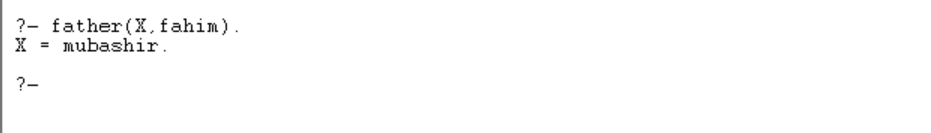 ?- father(X,fahim).
X = mubashir.
?-